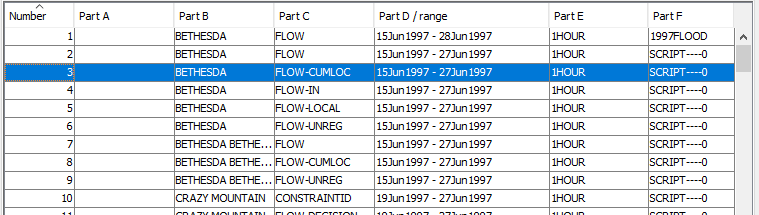 Number Part A Part B Part C Part D / range Part E Part F
1 BETHESDA FLOW 15Jun1997 - 28Jun1997 1HOUR 1997FLOOD
2 BETHESDA FLOW 15Jun1997 - 27Jun1997 1HOUR SCRIPT----0
3 BETHESDA FLOW-CUMLOC 15Jun1997 - 27Jun1997 1HOUR SCRIPT----0
4 BETHESDA FLOW-IN 15Jun1997 - 27Jun1997 1HOUR SCRIPT----0
5 BETHESDA FLOW-LOCAL 15Jun1997 - 27Jun1997 1HOUR SCRIPT----0
6 BETHESDA FLOW-UNREG 15Jun1997 - 27Jun1997 1HOUR SCRIPT----0
7 BETHESDA BETHE... FLOW 15Jun1997 - 27Jun1997 1HOUR SCRIPT----0
8 BETHESDA BETHE... FLOW-CUMLOC 15Jun1997 - 27Jun1997 1HOUR SCRIPT----0
9 BETHESDA BETHE... FLOW-UNREG 15Jun1997 - 27Jun1997 1HOUR SCRIPT----0
10 CRAZY MOUNTAIN CONSTRAINTID 19Jun1997 - 27Jun1997 1HOUR SCRIPT----0
11 CRAZY MOUNTAIN FLOW-DECISION 19Jun1997 - 27Jun1997 1HOUR SCRIPT----0